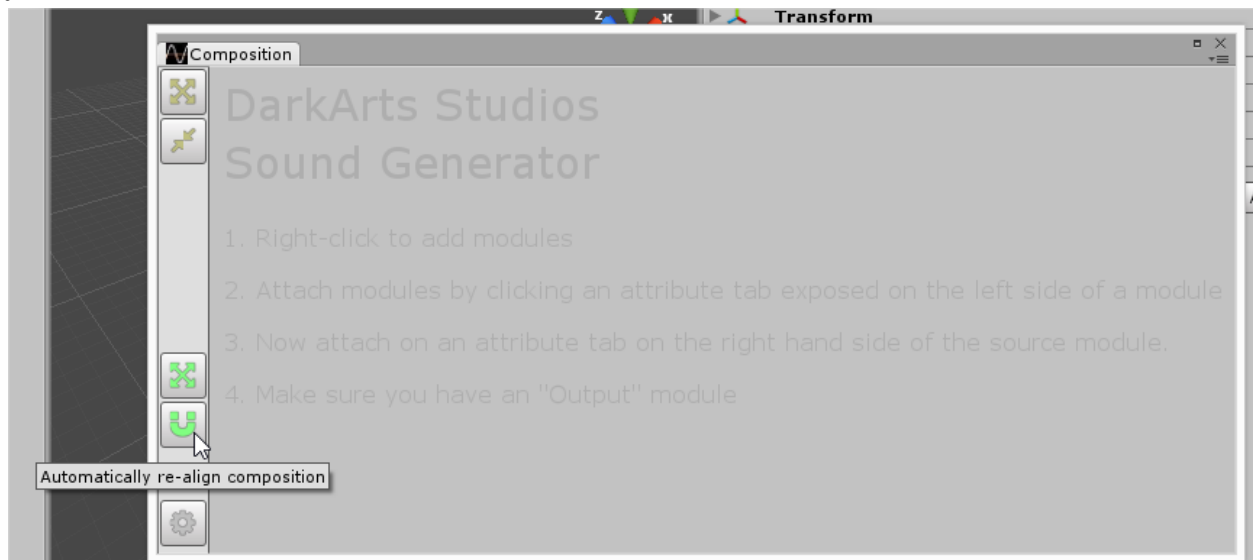 Z X Transform
Composition
DarkArts Studios
Sound Generator
1. Right-click to add modules
2. Attach modules by clicking an attribute tab exposed on the left side of a module
3. Now attach on an attribute tab on the right hand side of the source module.
4. Make sure you have an "Output" module
Automatically re-align composition